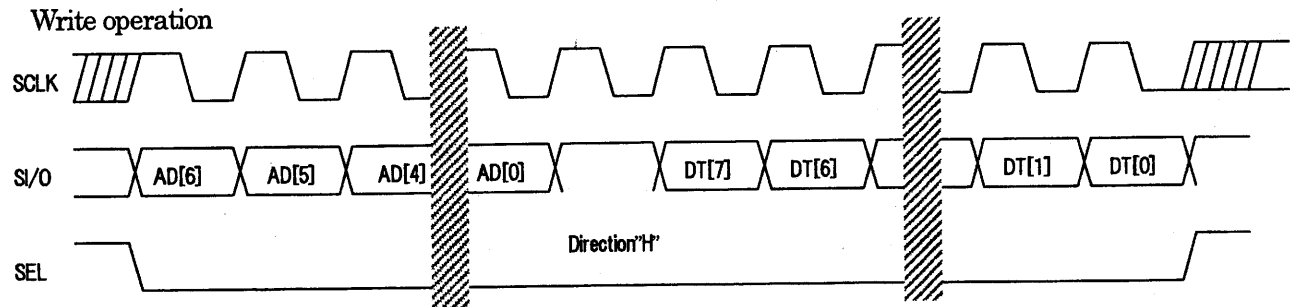 Write operation
SCLK
SI/O AD[6] AD[5] AD[4] AD[0] DT[7] DT[6] DT[1] DT[0]
Direction"H"
SEL